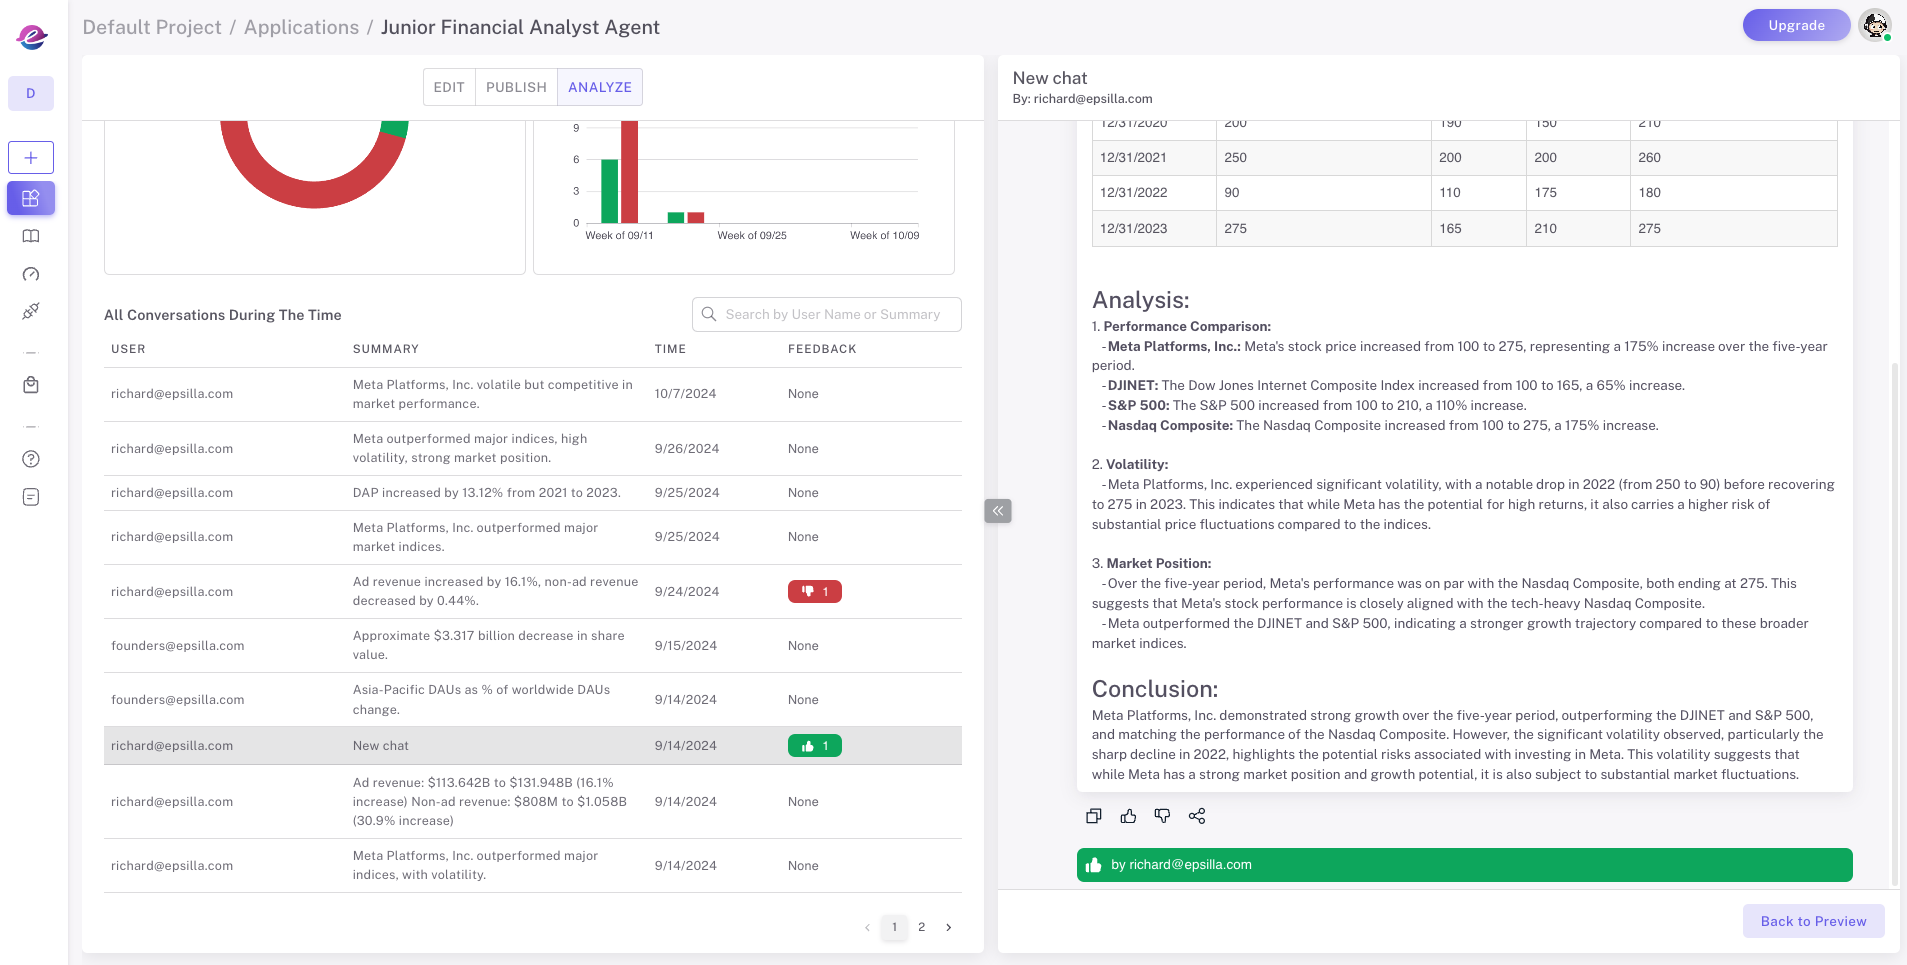 Default Project / Applications / Junior Financial Analyst Agent
Upgrade
D
EDIT
PUBLISH
ANALYZE
9
6
3
0
Week of 09/11
Week of 09/25
Week of 10/09
All Conversations During The Time
Search by User Name or Summary
USER
SUMMARY
TIME
FEEDBACK
richard@epsilla.com
Meta Platforms, Inc. volatile but competitive in
market performance.
10/7/2024
None
richard@epsilla.com
Meta outperformed major indices, high
volatility, strong market position.
9/26/2024
None
richard@epsilla.com
DAP increased by 13.12% from 2021 to 2023.
9/25/2024
None
richard@epsilla.com
Meta Platforms, Inc. outperformed major
market indices.
9/25/2024
None
richard@epsilla.com
Ad revenue increased by 16.1%, non-ad revenue
decreased by 0.44%.
9/24/2024
1
founders@epsilla.com
Approximate $3.317 billion decrease in share
value.
9/15/2024
None
founders@epsilla.com
Asia-Pacific DAUs as % of worldwide DAUs
change.
9/14/2024
None
richard@epsilla.com
New chat
9/14/2024
1
richard@epsilla.com
Ad revenue: $113.642B to $131.948B (16.1%
increase) Non-ad revenue: $808M to $1.058B
(30.9% increase)
9/14/2024
None
richard@epsilla.com
Meta Platforms, Inc. outperformed major
indices, with volatility.
9/14/2024
None
1
2
New chat
By: richard@epsilla.com
12/31/2020 200 190 150 210
12/31/2021 250 200 200 260
12/31/2022 90 110 175 180
12/31/2023 275 165 210 275
Analysis:
1. Performance Comparison:
- Meta Platforms, Inc.: Meta's stock price increased from 100 to 275, representing a 175% increase over the five-year
period.
- DJINET: The Dow Jones Internet Composite Index increased from 100 to 165, a 65% increase.
- S&P 500: The S&P 500 increased from 100 to 210, a 110% increase.
- Nasdaq Composite: The Nasdaq Composite increased from 100 to 275, a 175% increase.
2. Volatility:
- Meta Platforms, Inc. experienced significant volatility, with a notable drop in 2022 (from 250 to 90) before recovering
to 275 in 2023. This indicates that while Meta has the potential for high returns, it also carries a higher risk of
substantial price fluctuations compared to the indices.
3. Market Position:
- Over the five-year period, Meta's performance was on par with the Nasdaq Composite, both ending at 275. This
suggests that Meta's stock performance is closely aligned with the tech-heavy Nasdaq Composite.
- Meta outperformed the DJINET and S&P 500, indicating a stronger growth trajectory compared to these broader
market indices.
Conclusion:
Meta Platforms, Inc. demonstrated strong growth over the five-year period, outperforming the DJINET and S&P 500,
and matching the performance of the Nasdaq Composite. However, the significant volatility observed, particularly the
sharp decline in 2022, highlights the potential risks associated with investing in Meta. This volatility suggests that
while Meta has a strong market position and growth potential, it is also subject to substantial market fluctuations.
by richard@epsilla.com
Back to Preview